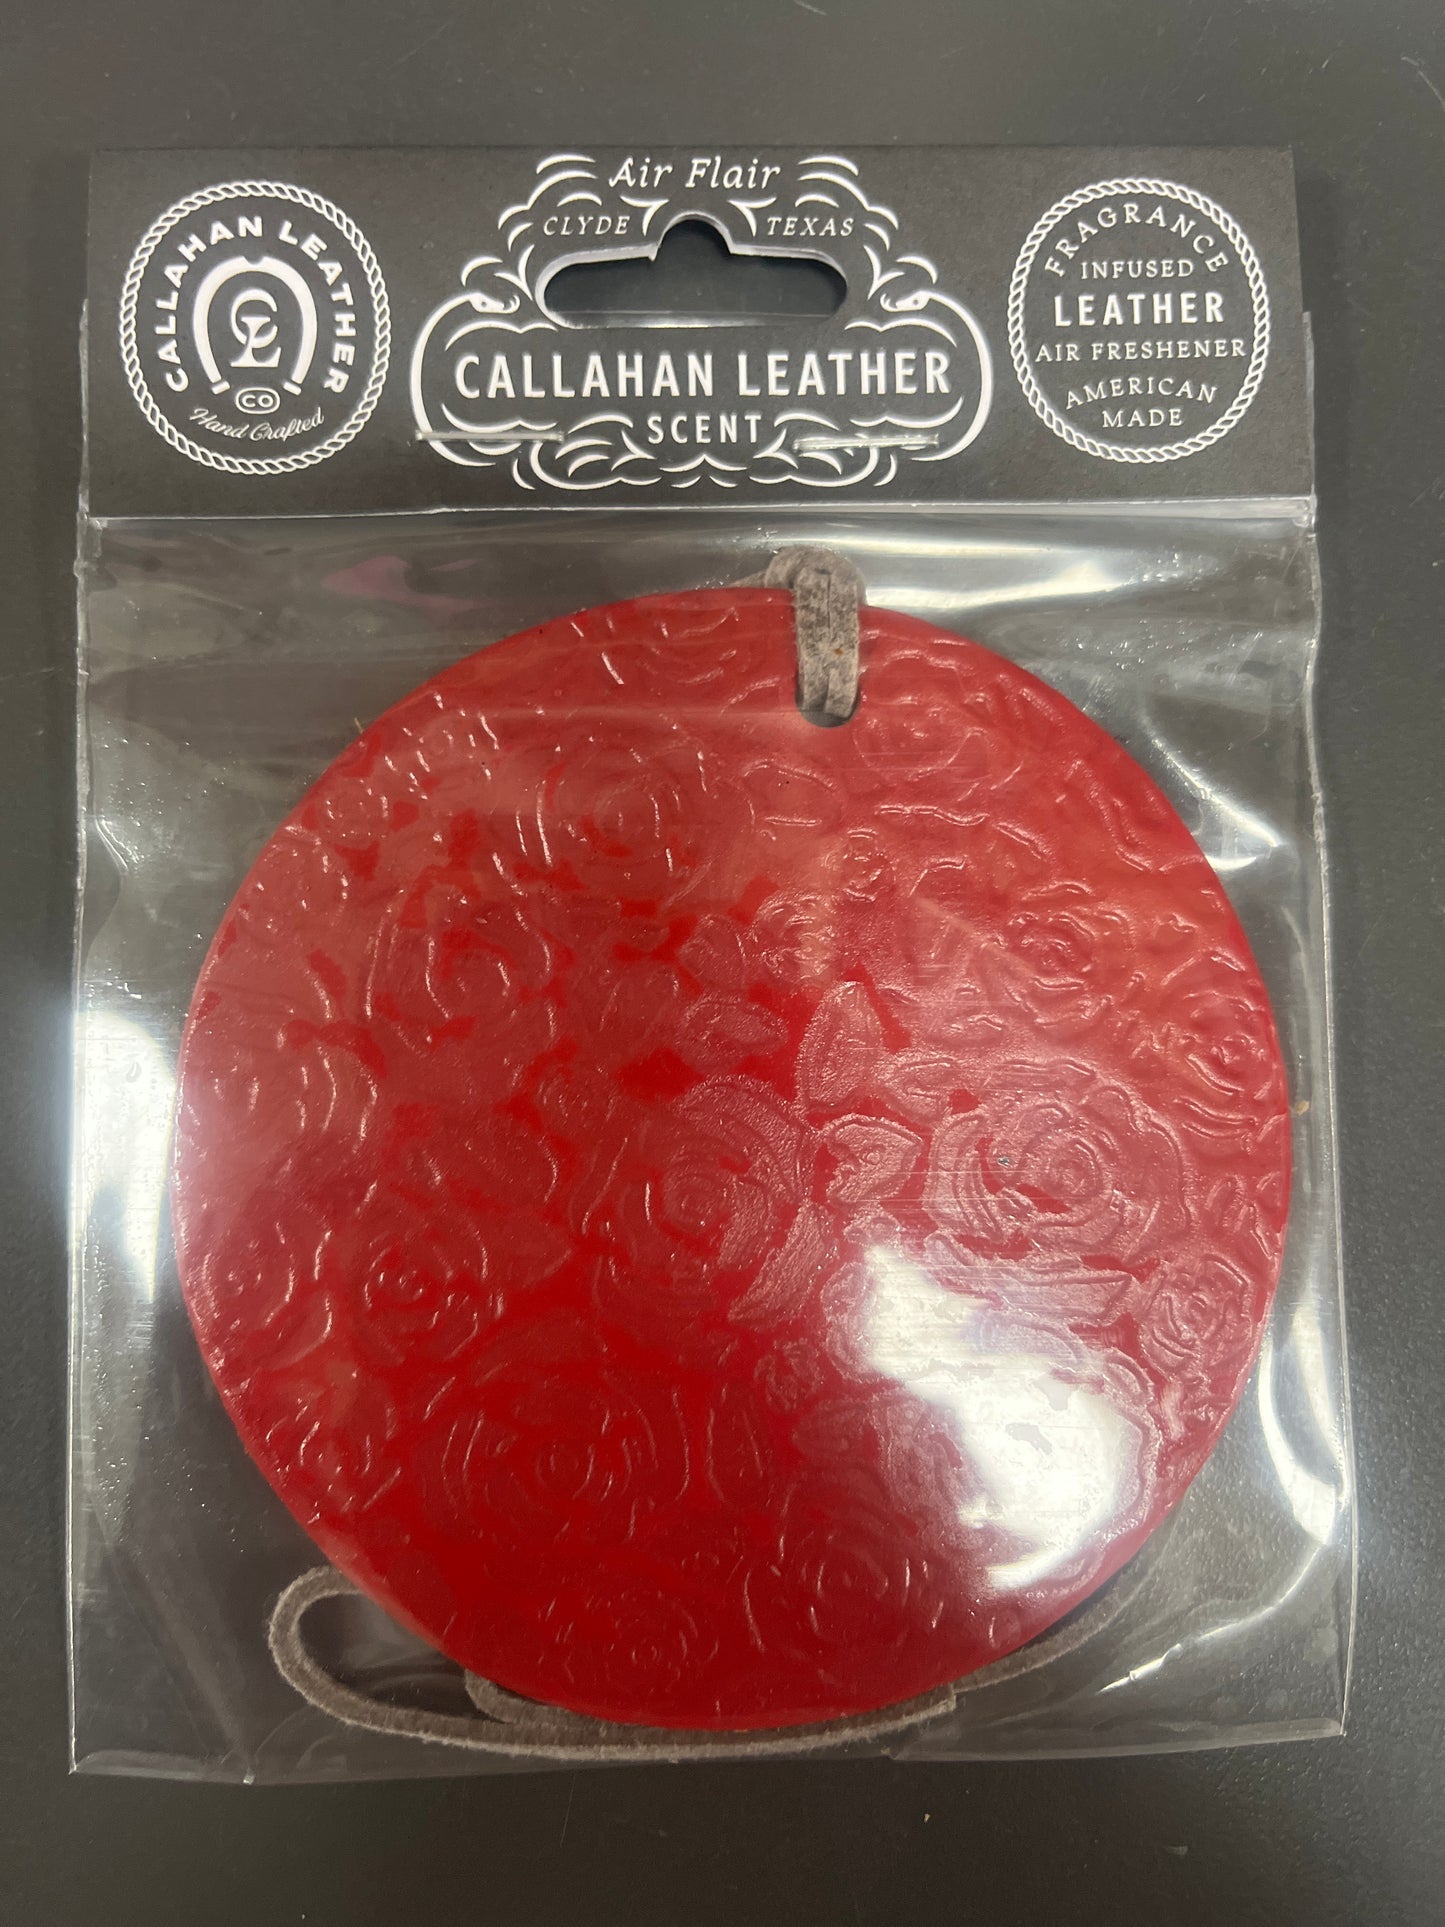 CALLAHAN LEATHER
CL
CO
Hand Crafted
Air Flair
CLYDE TEXAS
CALLAHAN LEATHER
SCENT
FRAGRANCE
INFUSED
LEATHER
AIR FRESHENER
AMERICAN
MADE